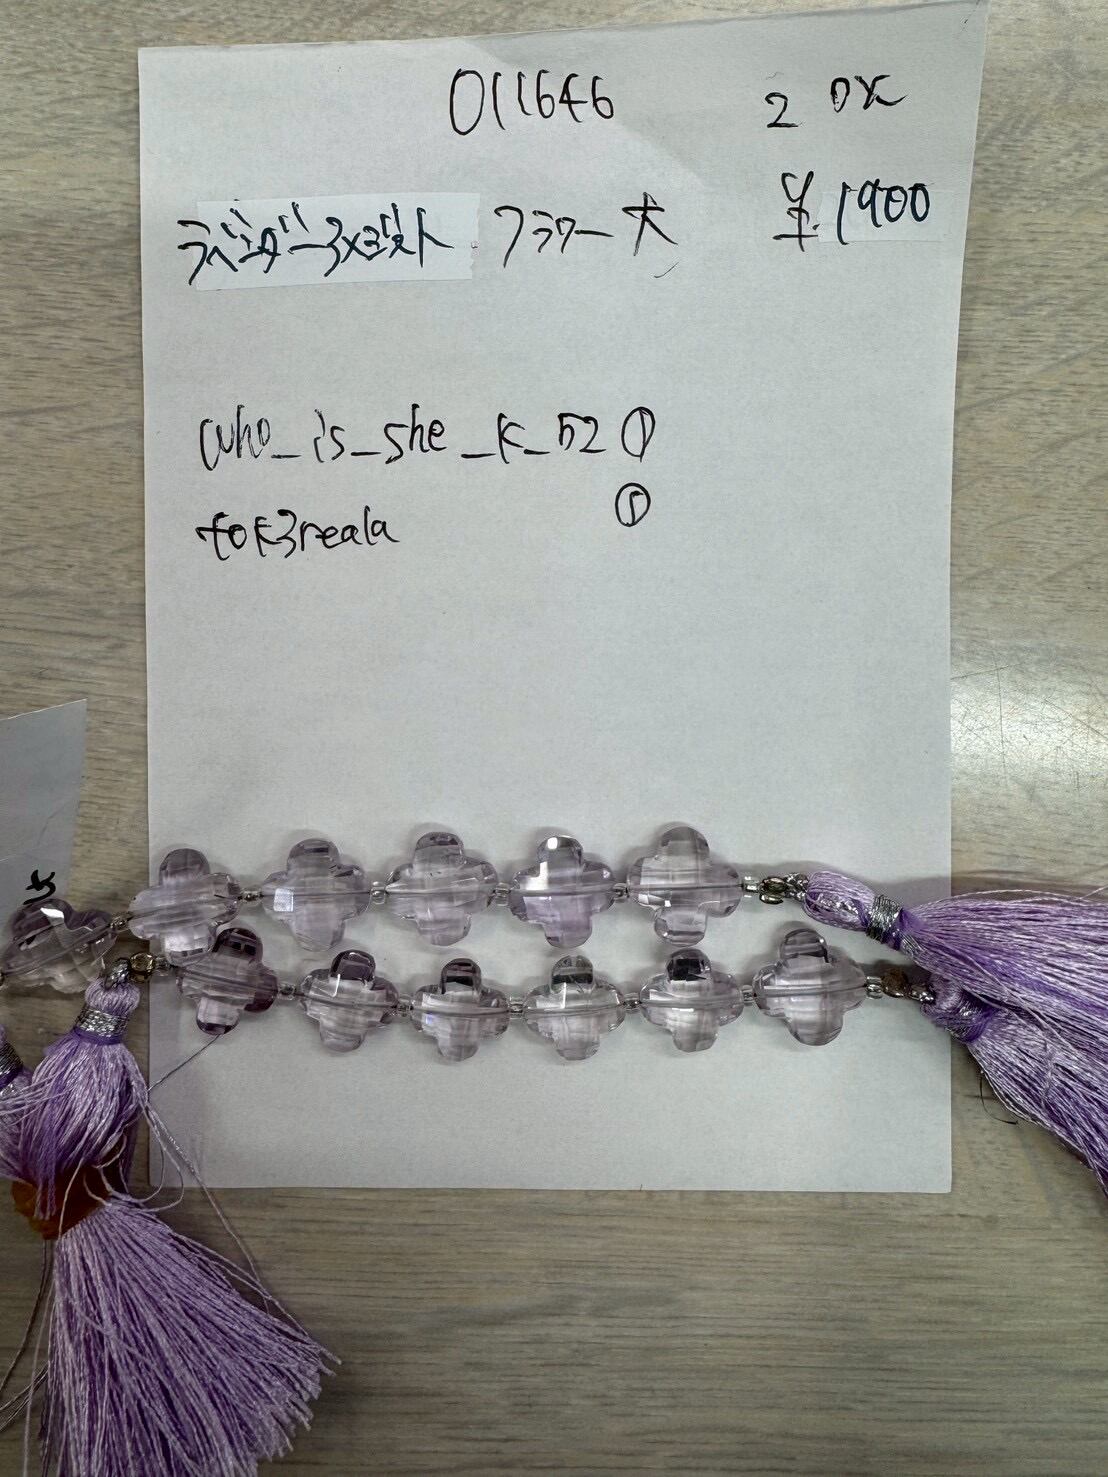 011646 2 OK
ラベンダーアメジスト フラワー大 ¥1900
who_is_she_k_52 ①
tok3reala ①